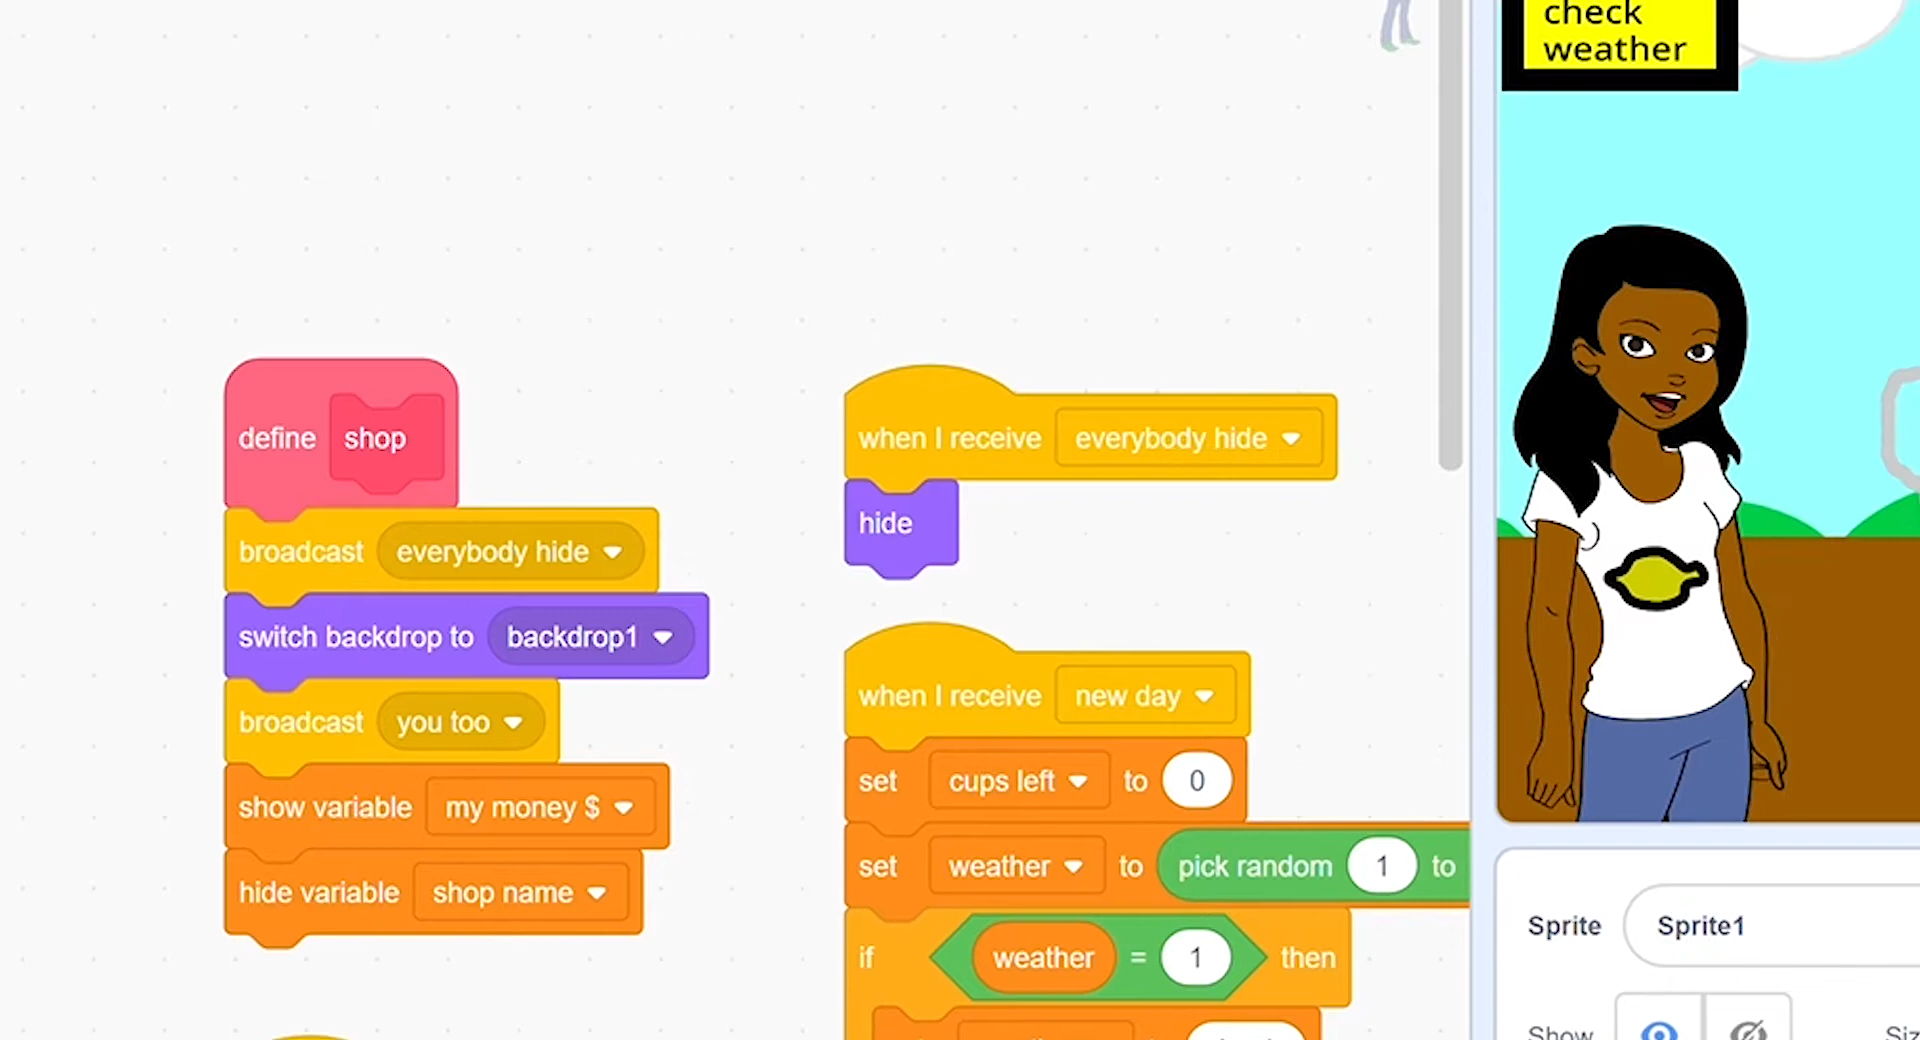 check
weather
define shop
broadcast everybody hide
switch backdrop to backdrop1
broadcast you too
show variable my money $
hide variable shop name
when I receive everybody hide
hide
when I receive new day
set cups left to 0
set weather to pick random 1 to
if weather = 1 then
Sprite Sprite1
Show